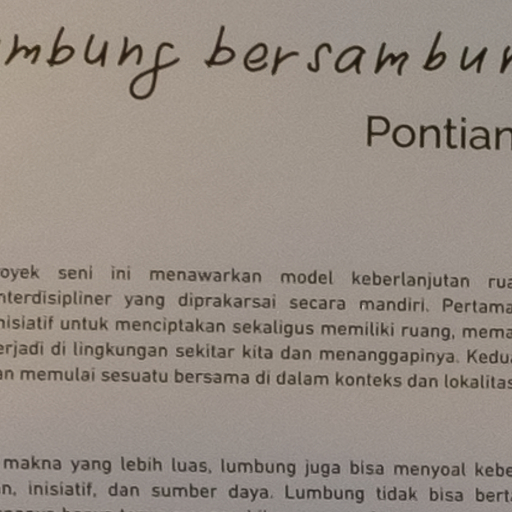 mbung bersambun
Pontian
oyek seni ini menawarkan model keberlanjutan rua
nterdisipliner yang diprakarsai secara mandiri. Pertama
nisiatif untuk menciptakan sekaligus memiliki ruang, mema
erjadi di lingkungan sekitar kita dan menanggapinya. Kedua
an memulai sesuatu bersama di dalam konteks dan lokalitas
makna yang lebih luas, lumbung juga bisa menyoal kebe
n, inisiatif, dan sumber daya. Lumbung tidak bisa berta